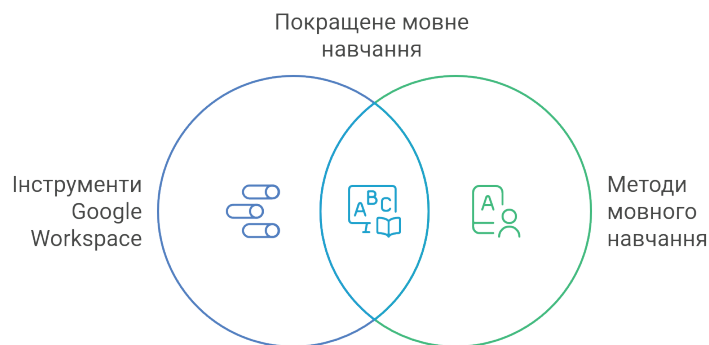 Покращене мовне
навчання
Інструменти
Google
Workspace
Методи
мовного
навчання
A
B
C
A